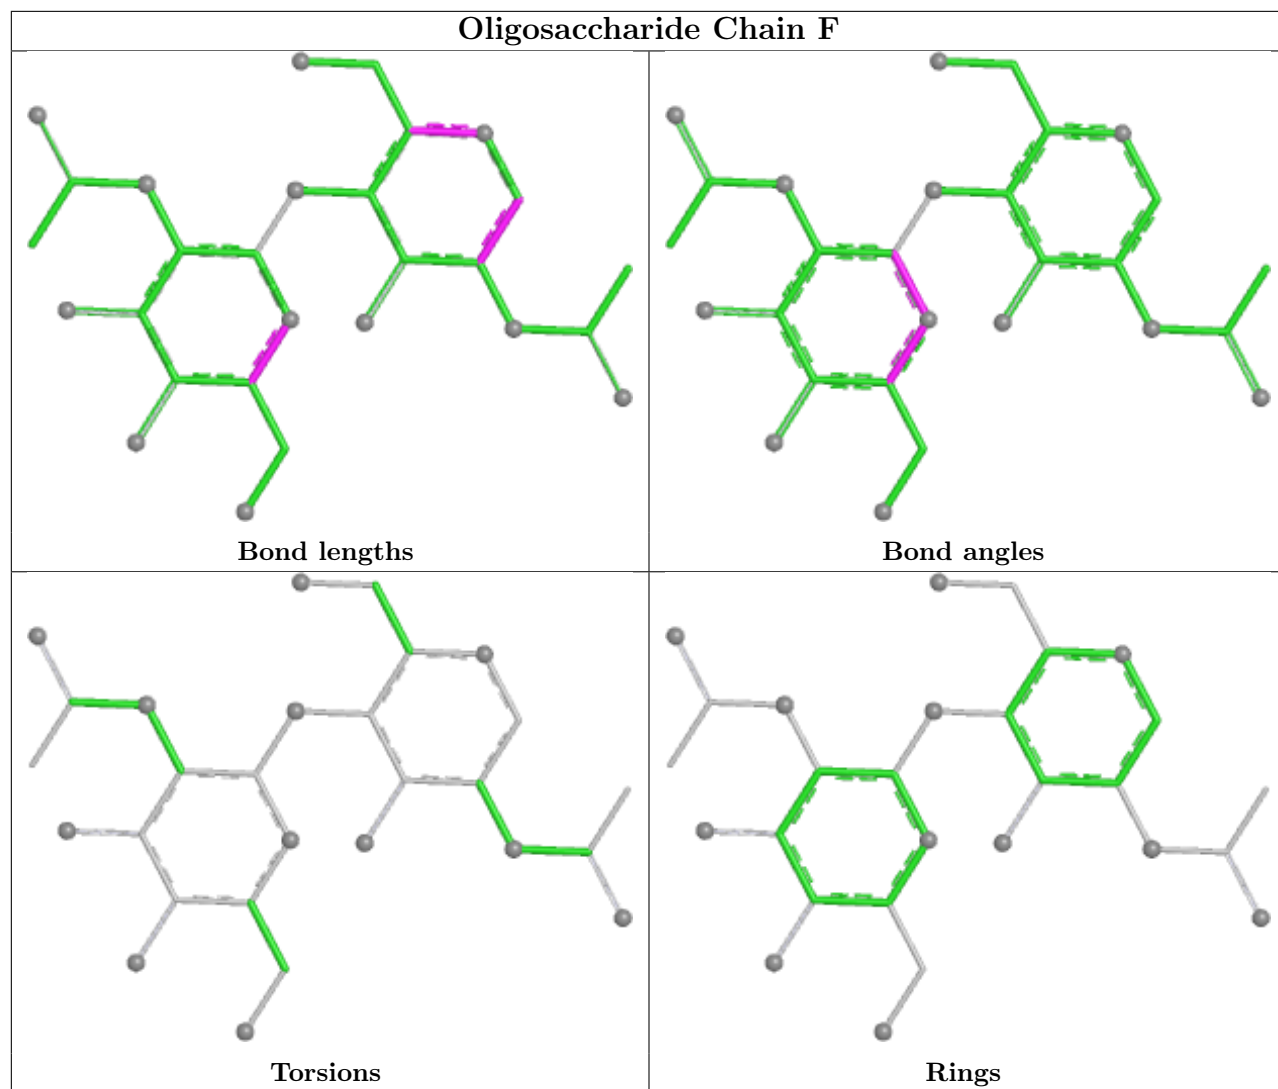 Oligosaccharide Chain F
Bond lengths
Bond angles
Torsions
Rings